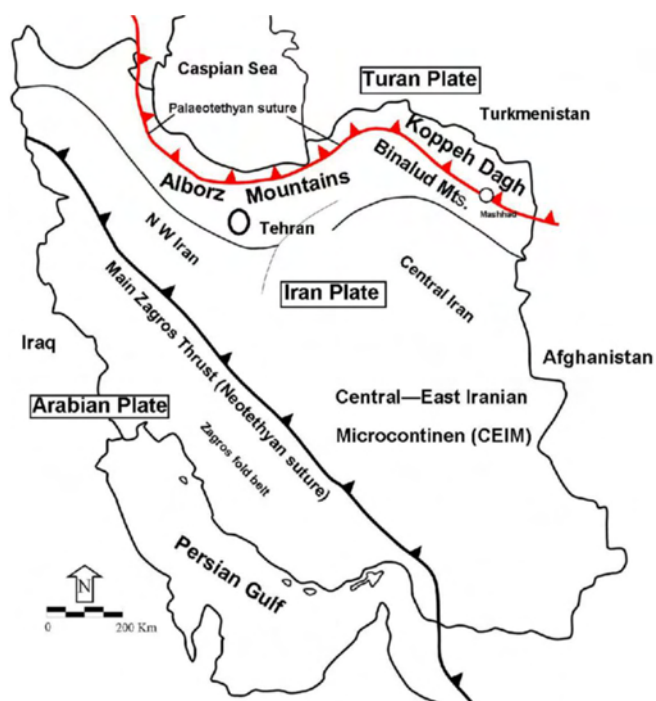 Caspian Sea
Turan Plate
Palaeotethyan suture
Turkmenistan
Koppeh Dagh
Binalud Mts.
Alborz Mountains
Mashhad
Tehran
N W Iran
Central Iran
Iran Plate
Main Zagros Thrust (Neotethyan suture)
Iraq
Afghanistan
Arabian Plate
Central—East Iranian
Microcontinen (CEIM)
Zagros fold belt
Persian Gulf
N
0 200 Km